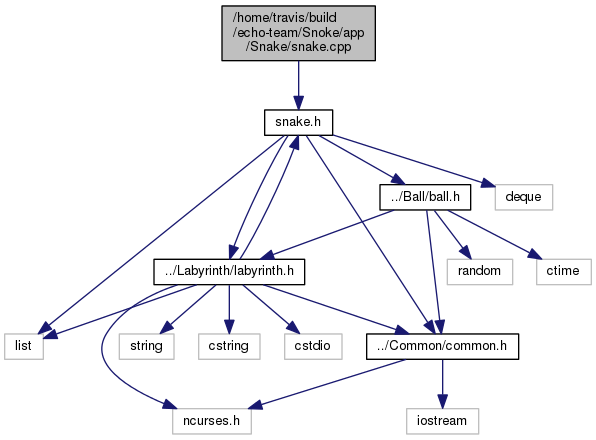 /home/travis/build
/echo-team/Snoke/app
/Snake/snake.cpp
snake.h
../Ball/ball.h
deque
../Labyrinth/labyrinth.h
random
ctime
list
string
cstring
cstdio
../Common/common.h
ncurses.h
iostream